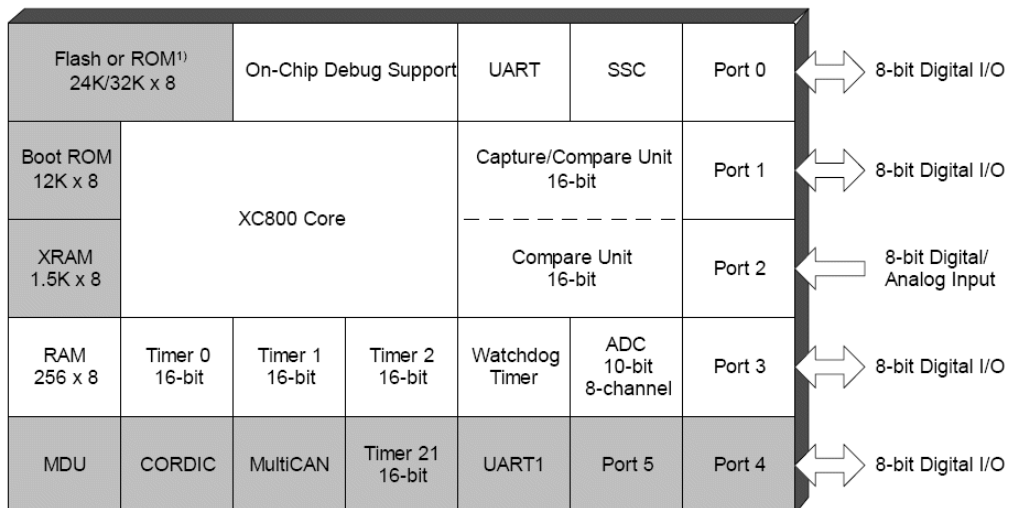 Flash or ROM¹⁾
24K/32K x 8
On-Chip Debug Support
UART
SSC
Port 0
8-bit Digital I/O
Boot ROM
12K x 8
XC800 Core
Capture/Compare Unit
16-bit
Port 1
8-bit Digital I/O
XRAM
1.5K x 8
Compare Unit
16-bit
Port 2
8-bit Digital/
Analog Input
RAM
256 x 8
Timer 0
16-bit
Timer 1
16-bit
Timer 2
16-bit
Watchdog
Timer
ADC
10-bit
8-channel
Port 3
8-bit Digital I/O
MDU
CORDIC
MultiCAN
Timer 21
16-bit
UART1
Port 5
Port 4
8-bit Digital I/O